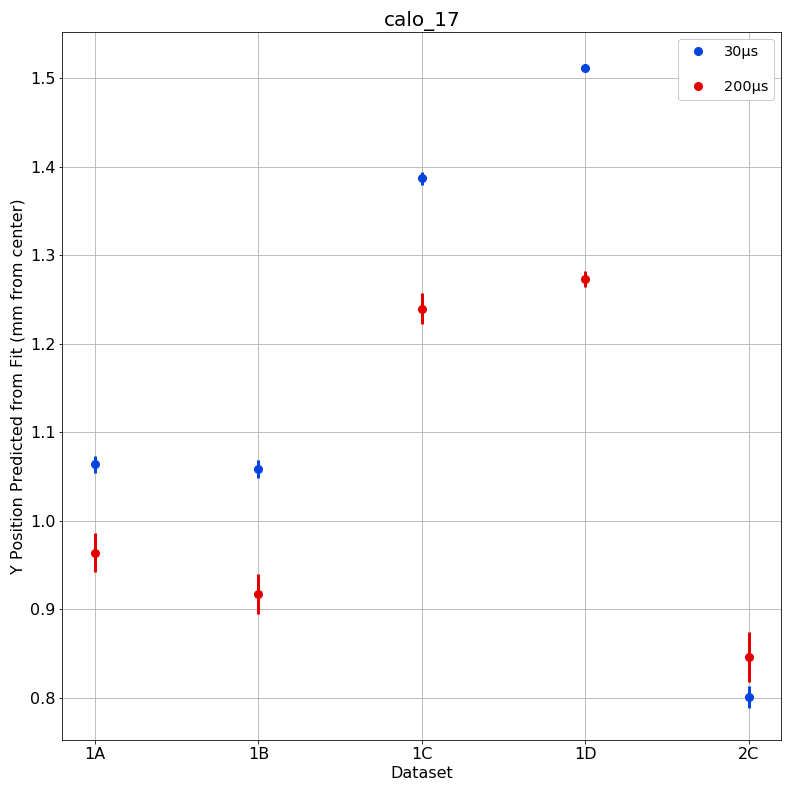 calo_17
30μs
200μs
Y Position Predicted from Fit (mm from center)
1.5
1.4
1.3
1.2
1.1
1.0
0.9
0.8
1A 1B 1C 1D 2C
Dataset